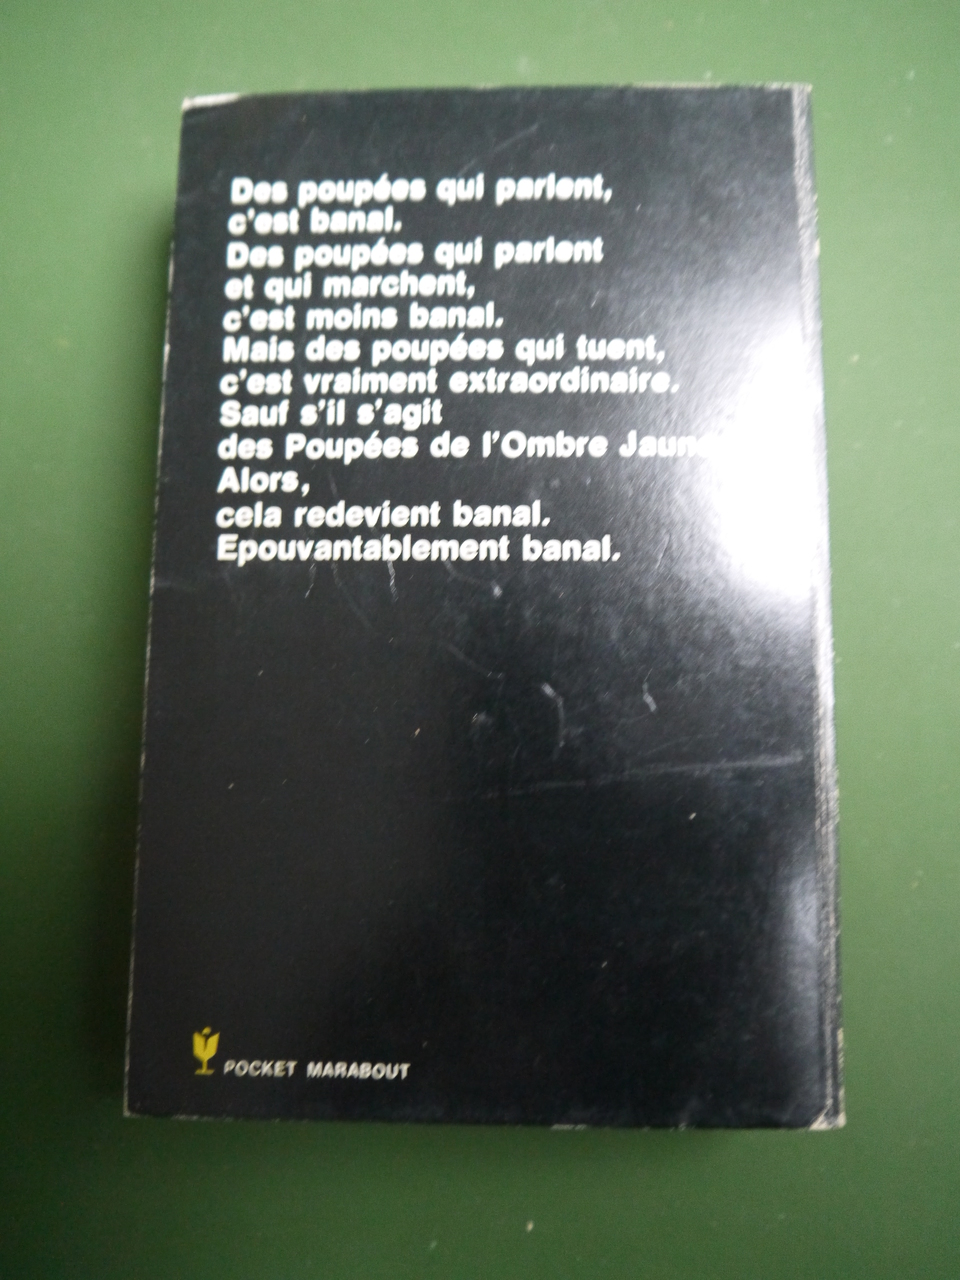 Des poupées qui parlent,
c'est banal.
Des poupées qui parlent
et qui marchent,
c'est moins banal.
Mais des poupées qui tuent,
c'est vraiment extraordinaire.
Sauf s'il s'agit
des Poupées de l'Ombre Jaune
Alors,
cela redevient banal.
Epouvantablement banal.
POCKET MARABOUT